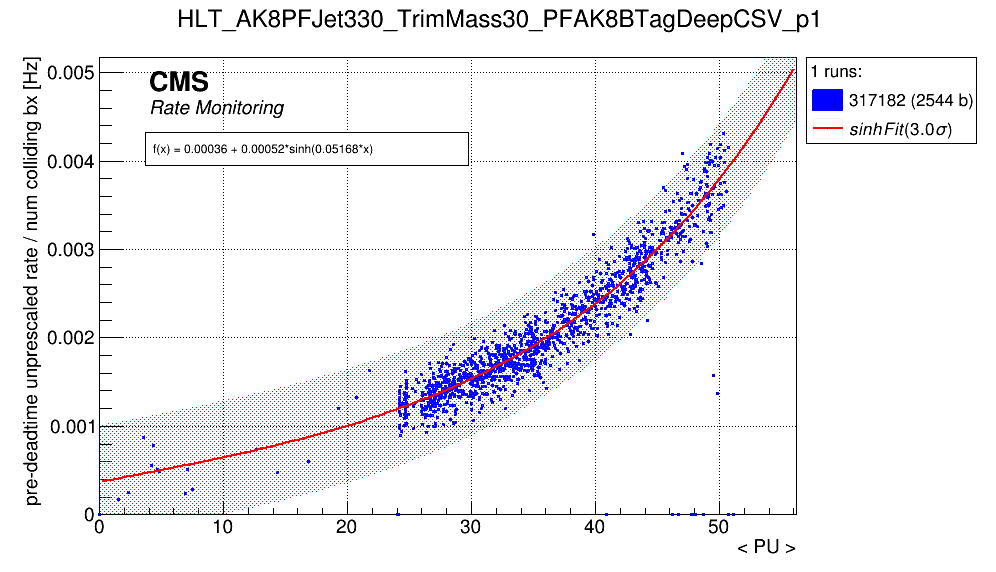 HLT_AK8PFJet330_TrimMass30_PFAK8BTagDeepCSV_p1
pre-deadtime unprescaled rate / num colliding bx [Hz]
0.005
0.004
0.003
0.002
0.001
0
CMS
Rate Monitoring
f(x) = 0.00036 + 0.00052*sinh(0.05168*x)
1 runs:
317182 (2544 b)
sinhFit(3.0σ)
0 10 20 30 40 50
< PU >